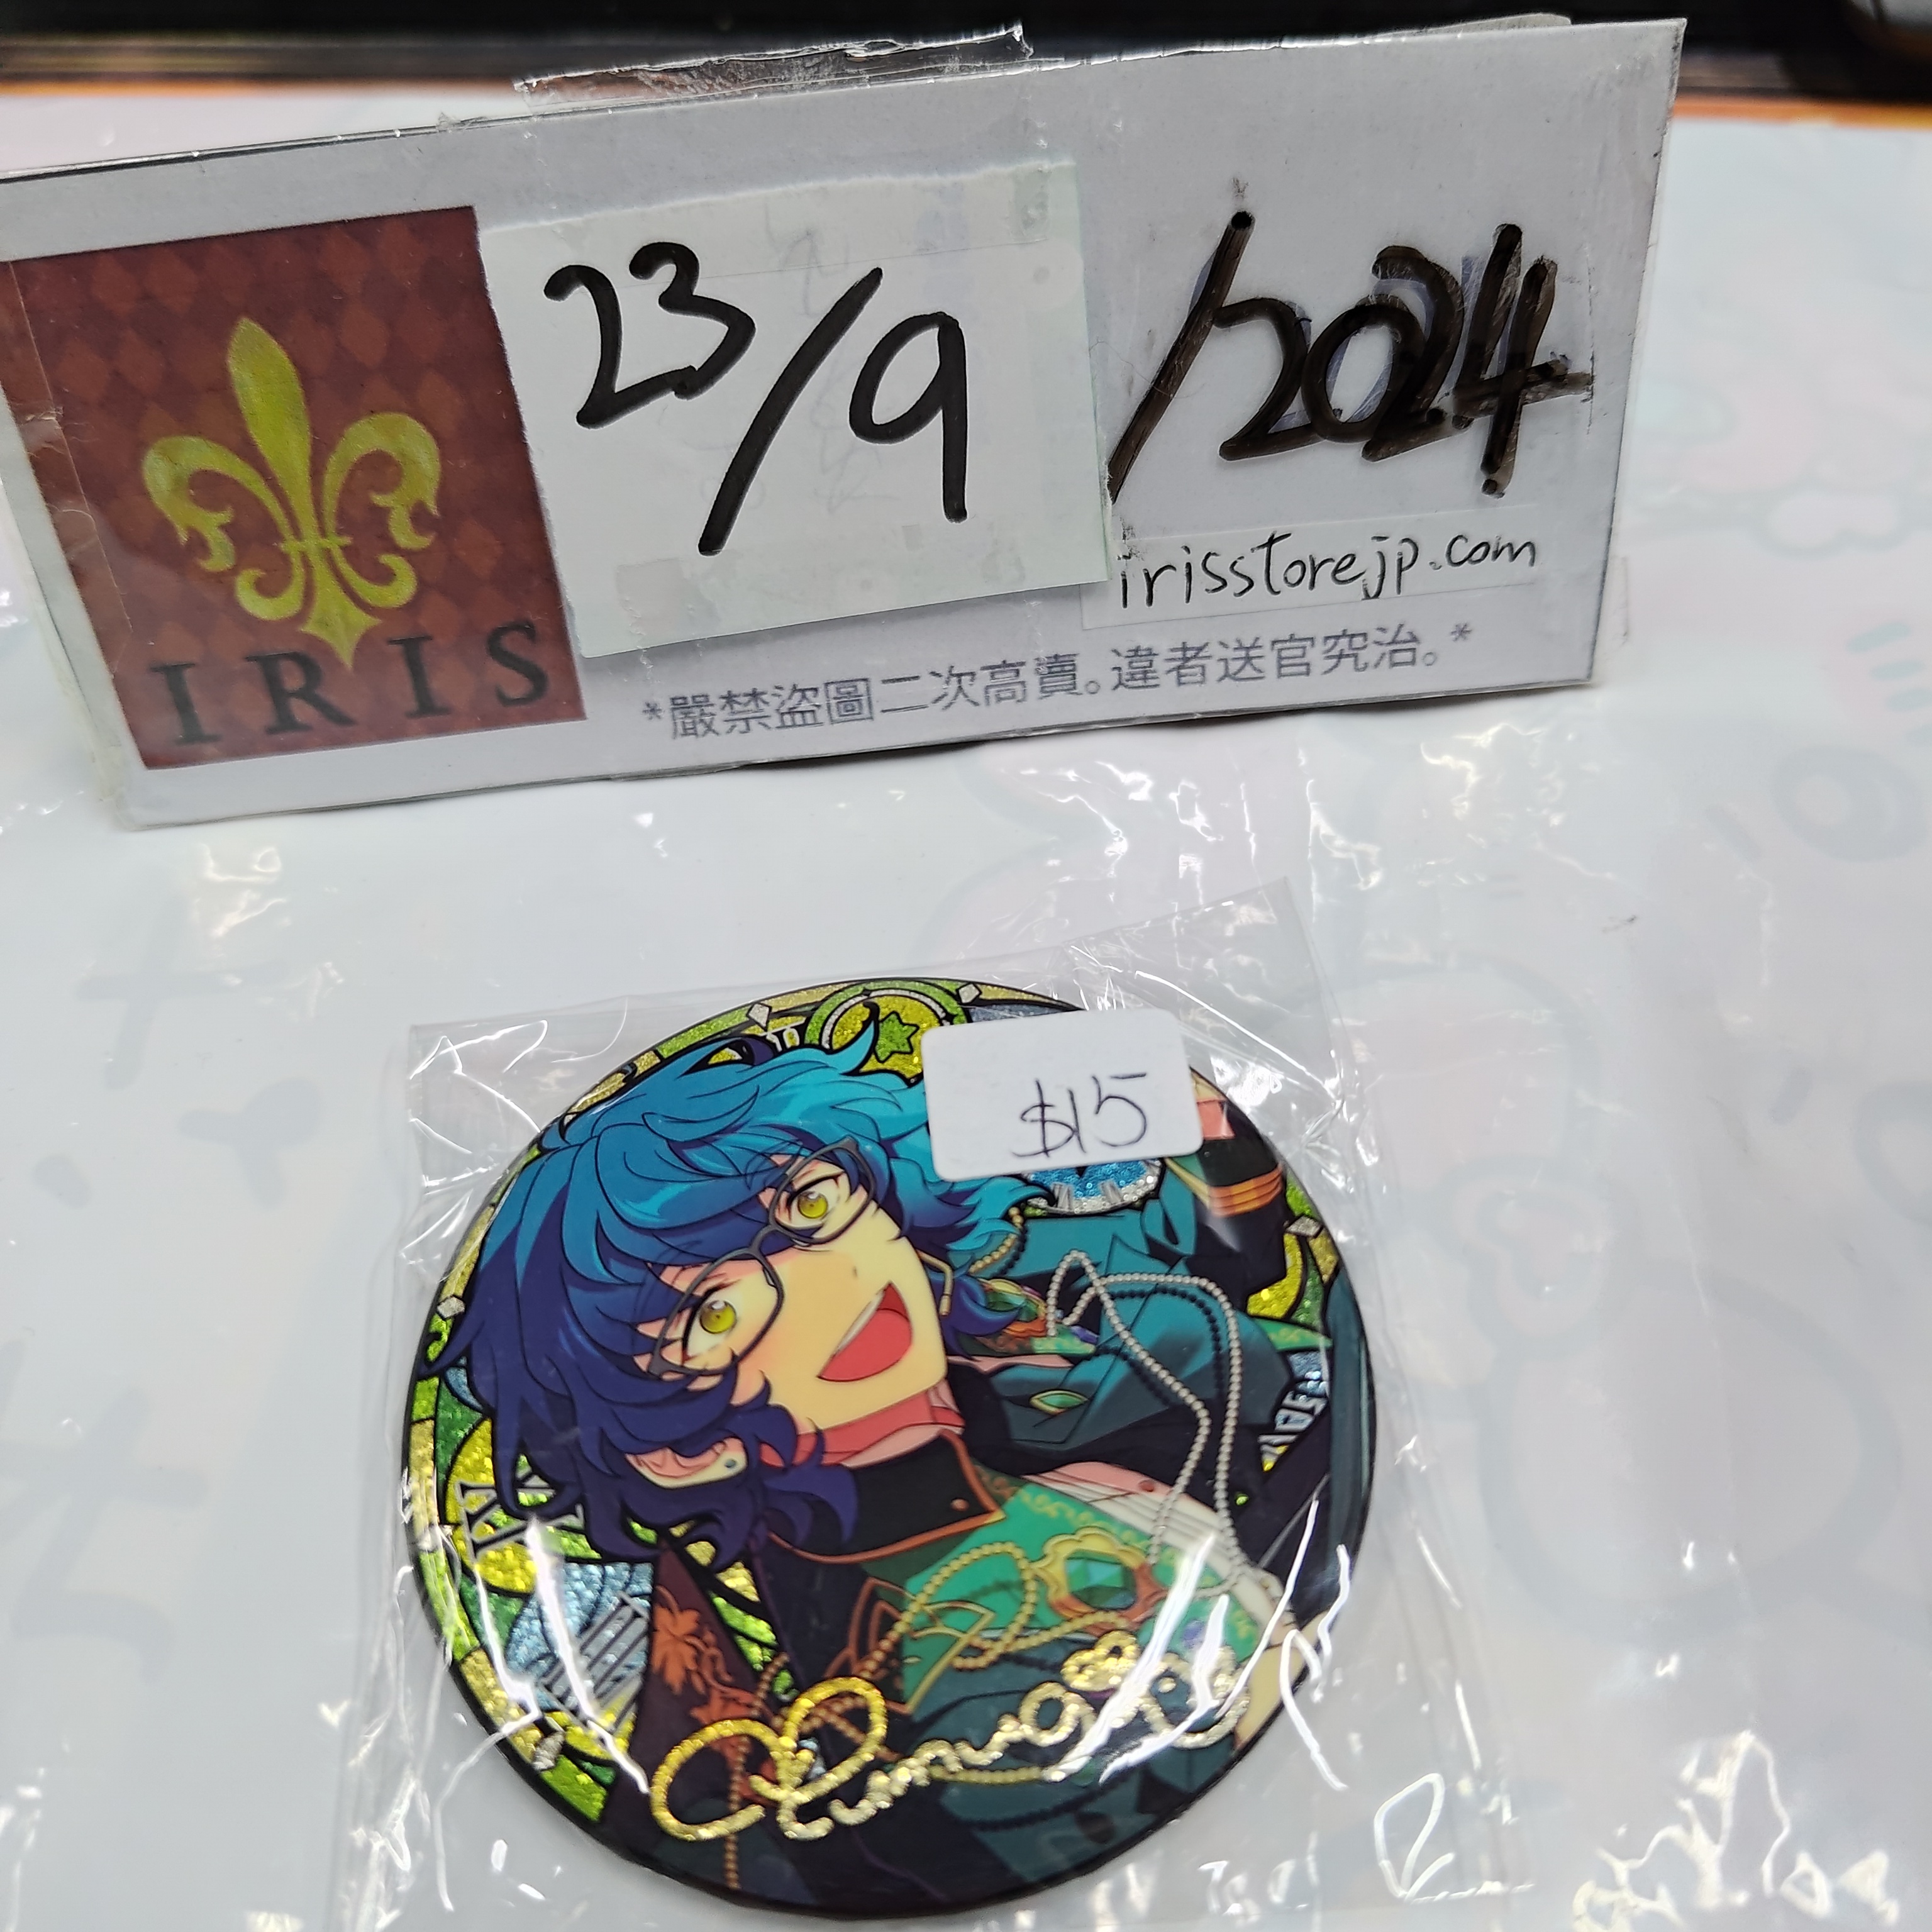 23/9/2024
irisstorejp.com
IRIS
*嚴禁盜圖二次高賣。違者送官究治。*
$15